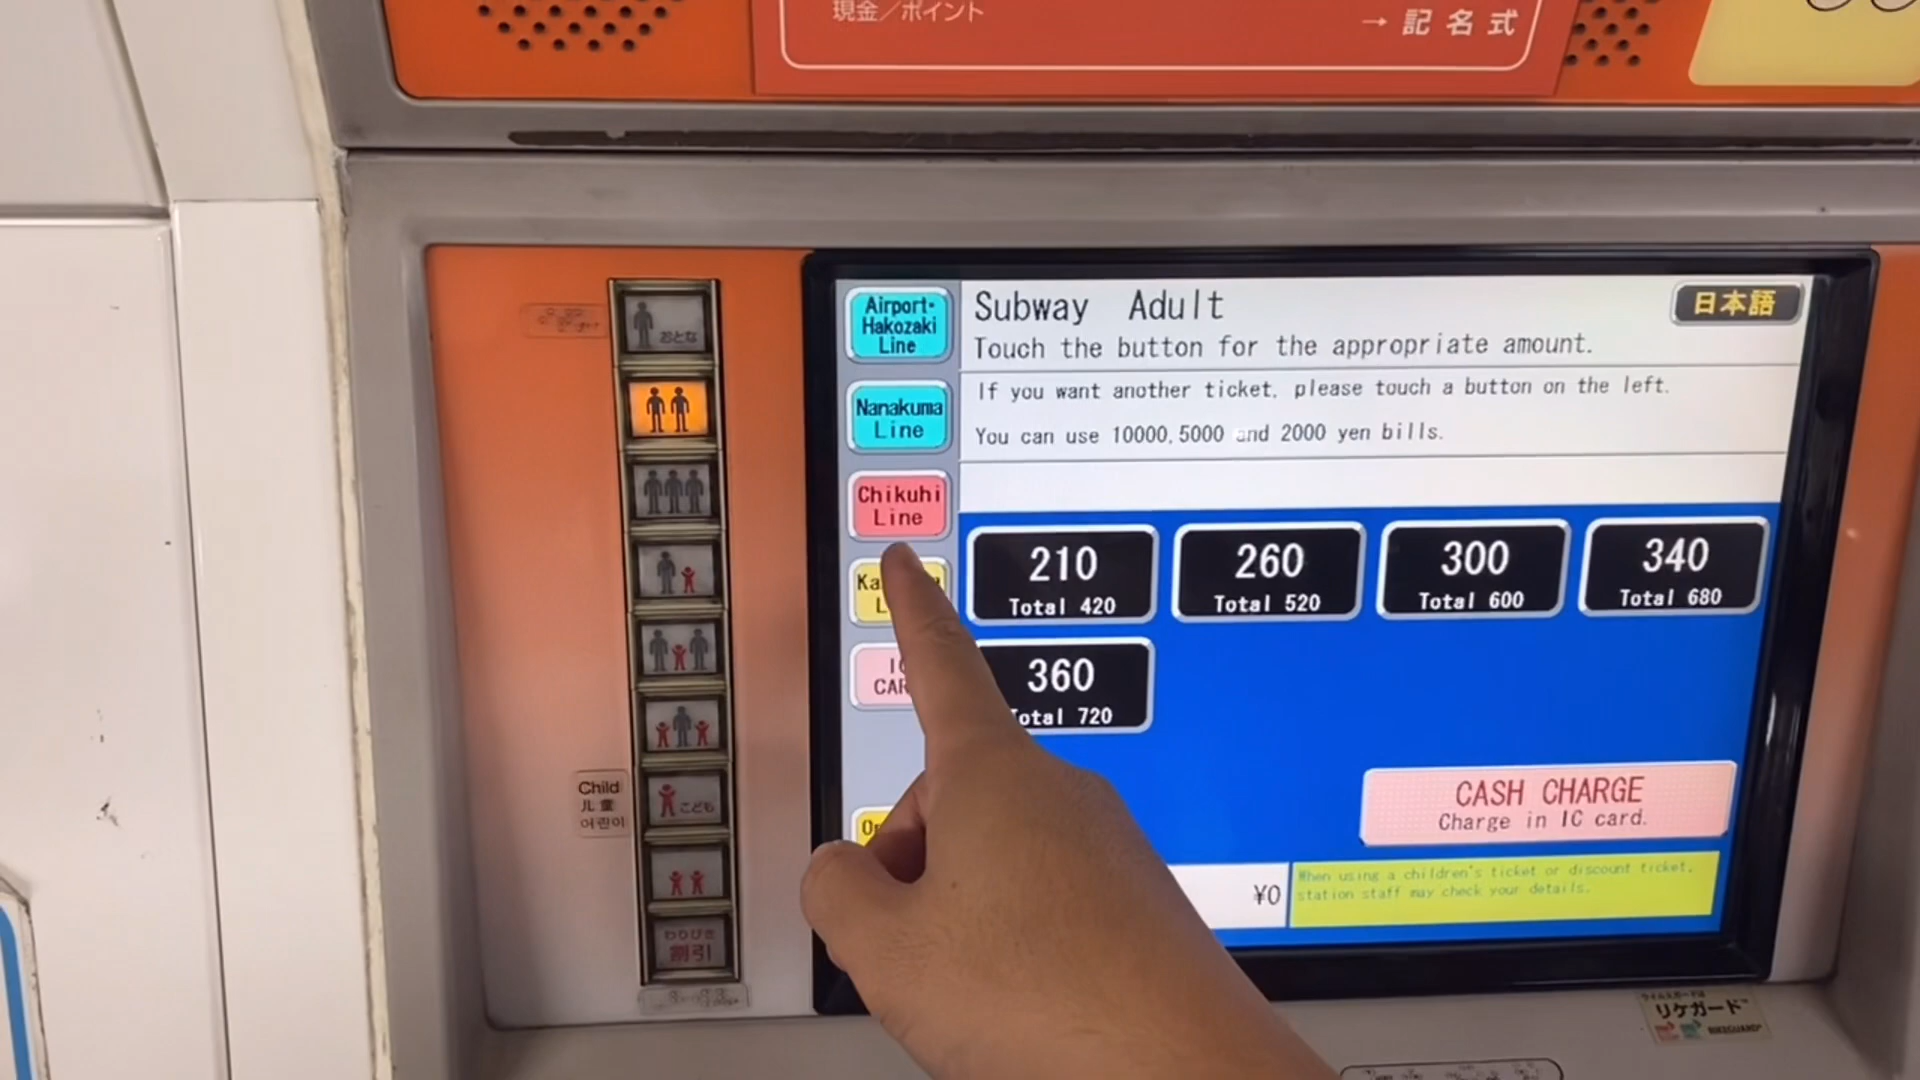 現金／ポイント
→ 記名式
おとな
Child
儿童
어린이
こども
わりびき
割引
Airport・
Hakozaki
Line
Nanakuma
Line
Chikuhi
Line
Subway Adult
日本語
Touch the button for the appropriate amount.
If you want another ticket, please touch a button on the left.
You can use 10000,5000 and 2000 yen bills.
210
Total 420
260
Total 520
300
Total 600
340
Total 680
360
Total 720
CASH CHARGE
Charge in IC card.
¥0
When using a children's ticket or discount ticket,
station staff may check your details.
リケガード